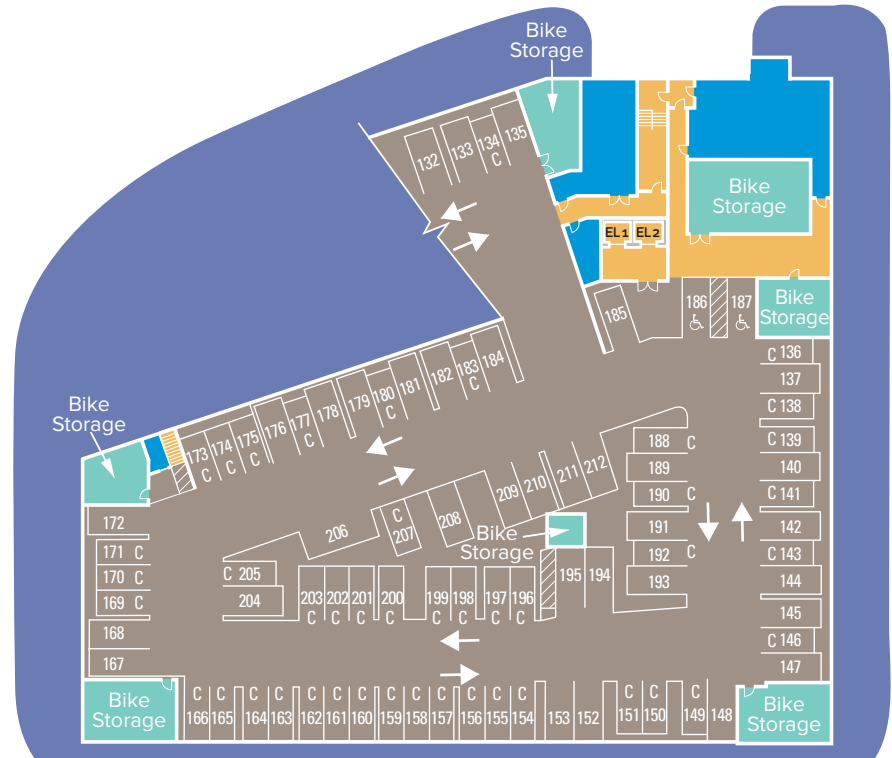 Bike
Storage
132
133
134
C
135
Bike
Storage
EL1
EL2
185
186
187
Bike
Storage
C 136
137
C 138
C 139
140
C 141
142
C 143
144
145
C 146
147
173
C
174
C
175
C
176
177
C
178
179
180
C
181
182
183
C
184
Bike
Storage
172
171 C
170 C
169 C
168
167
188 C
189
190 C
191
192 C
193
206
C
207
208
209
210
211
212
Bike
Storage
C 205
204
203
C
202
C
201
C
200
C
199
C
198
C
197
C
196
C
195
194
Bike
Storage
C
166
C
165
C
164
C
163
C
162
C
161
C
160
C
159
C
158
C
157
C
156
C
155
C
154
153
152
C
151
C
150
C
149
148
Bike
Storage